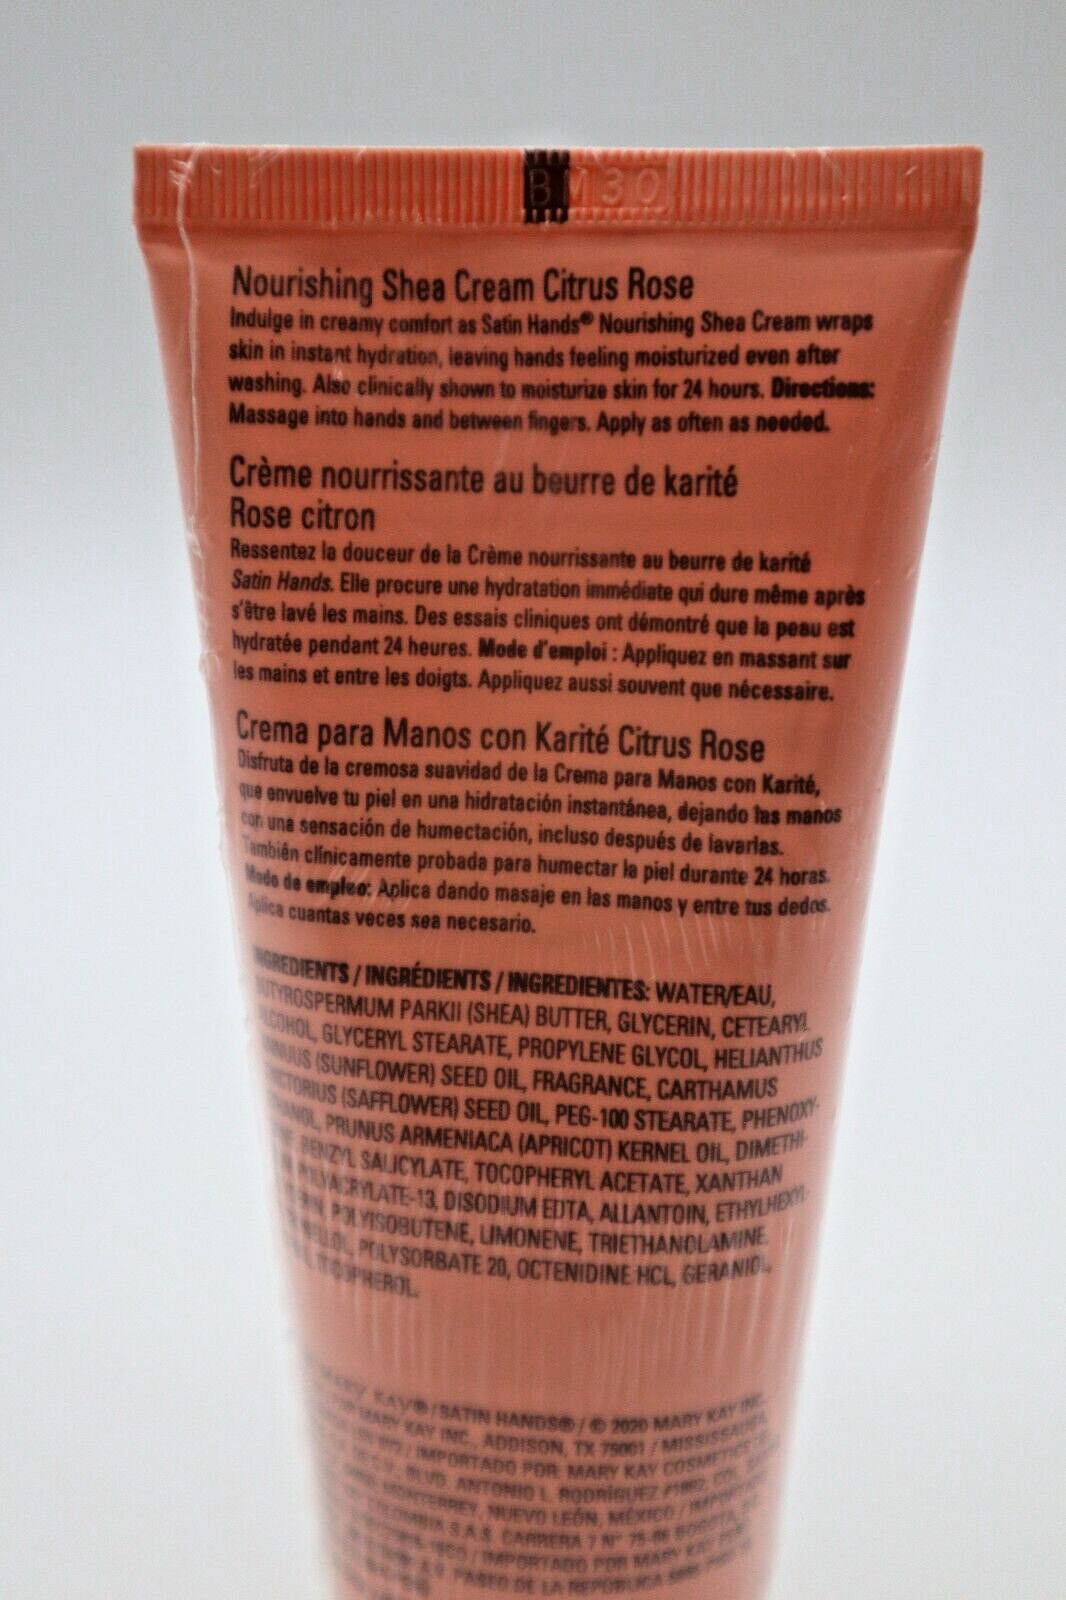 BM30
Nourishing Shea Cream Citrus Rose
Indulge in creamy comfort as Satin Hands® Nourishing Shea Cream wraps
skin in instant hydration, leaving hands feeling moisturized even after
washing. Also clinically shown to moisturize skin for 24 hours. Directions:
Massage into hands and between fingers. Apply as often as needed.
Crème nourrissante au beurre de karité
Rose citron
Ressentez la douceur de la Crème nourrissante au beurre de karité
Satin Hands. Elle procure une hydratation immédiate qui dure même après
s'être lavé les mains. Des essais cliniques ont démontré que la peau est
hydratée pendant 24 heures. Mode d'emploi : Appliquez en massant sur
les mains et entre les doigts. Appliquez aussi souvent que nécessaire.
Crema para Manos con Karité Citrus Rose
Disfruta de la cremosa suavidad de la Crema para Manos con Karité,
que envuelve tu piel en una hidratación instantánea, dejando las manos
con una sensación de humectación, incluso después de lavarlas.
También clínicamente probada para humectar la piel durante 24 horas.
Modo de empleo: Aplica dando masaje en las manos y entre tus dedos.
Aplica cuantas veces sea necesario.
INGREDIENTS / INGRÉDIENTS / INGREDIENTES: WATER/EAU,
BUTYROSPERMUM PARKII (SHEA) BUTTER, GLYCERIN, CETEARYL
ALCOHOL, GLYCERYL STEARATE, PROPYLENE GLYCOL, HELIANTHUS
ANNUUS (SUNFLOWER) SEED OIL, FRAGRANCE, CARTHAMUS
TINCTORIUS (SAFFLOWER) SEED OIL, PEG-100 STEARATE, PHENOXY-
ETHANOL, PRUNUS ARMENIACA (APRICOT) KERNEL OIL, DIMETHI-
BENZYL SALICYLATE, TOCOPHERYL ACETATE, XANTHAN
POLYACRYLATE-13, DISODIUM EDTA, ALLANTOIN, ETHYLHEXYL-
POLYISOBUTENE, LIMONENE, TRIETHANOLAMINE,
POLYSORBATE 20, OCTENIDINE HCL, GERANIOL,
TOCOPHEROL.
MARY KAY® / SATIN HANDS® / © 2020 MARY KAY INC.
MARY KAY INC., ADDISON, TX 75001 / MISSISSAUGA,
IMPORTADO POR: MARY KAY COSMETICS DE
BLVD. ANTONIO L. RODRÍGUEZ #1882, COL.
MONTERREY, NUEVO LEÓN, MÉXICO /
COLOMBIA S.A.S. CARRERA 7 N° 75-66 BOGOTÁ,
/ IMPORTADO POR MARY KAY
PASEO DE LA REPÚBLICA